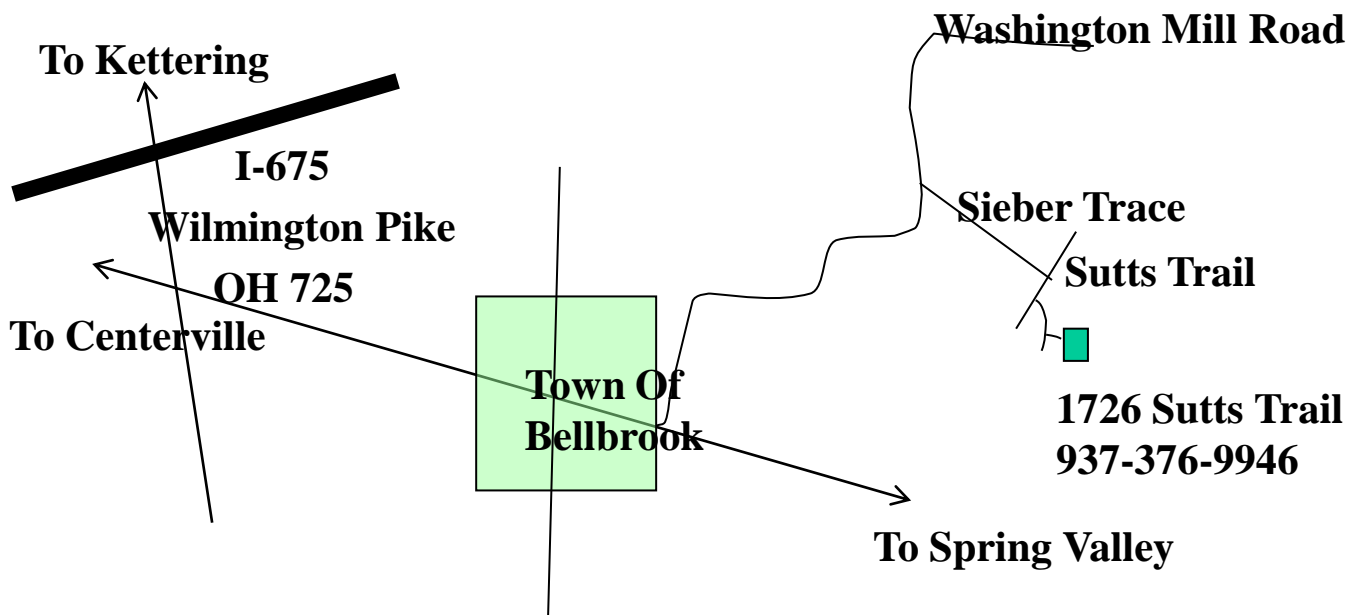 Washington Mill Road
To Kettering
I-675
Wilmington Pike
Sieber Trace
OH 725
Sutts Trail
To Centerville
Town Of
Bellbrook
1726 Sutts Trail
937-376-9946
To Spring Valley